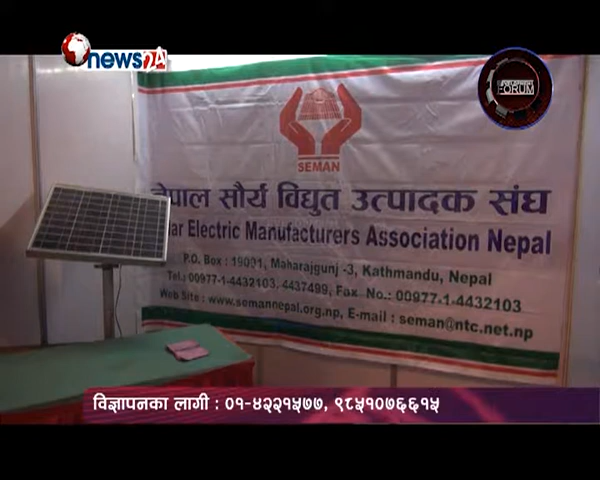 news24
FORUM
SEMAN
नेपाल सौर्य विद्युत उत्पादक संघ
ar Electric Manufacturers Association Nepal
P.O. Box : 19001, Maharajgunj -3, Kathmandu, Nepal
Tel.: 00977-1-4432103, 4437499, Fax No.: 00977-1-4432103
Web Site : www.semannepal.org.np, E-mail : seman@ntc.net.np
विज्ञापनका लागी : ०१-४२२१५७७, ९८५१०७६६१५